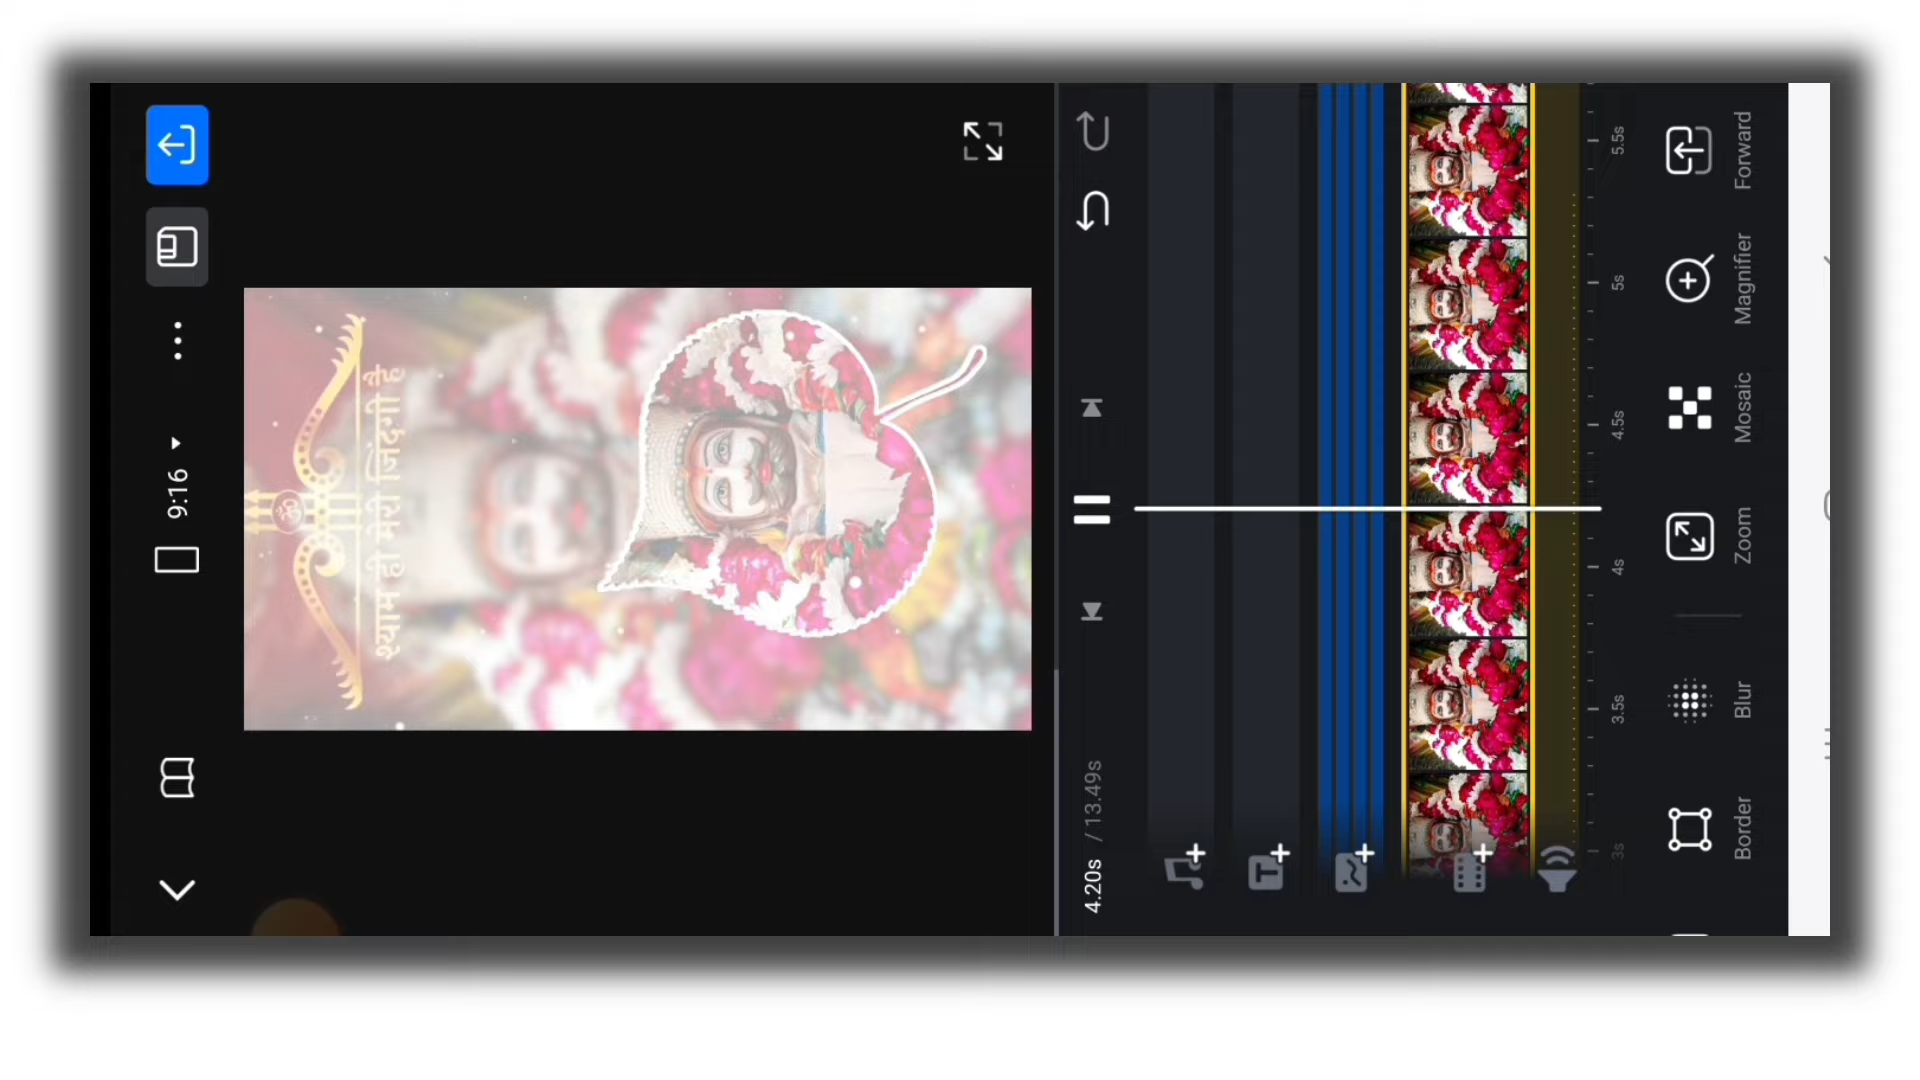 9:16
ॐ
श्याम ही मेरी जिंदगी है
4.20s / 13.49s
3s
3.5s
4s
4.5s
5s
5.5s
Border
Blur
Zoom
Mosaic
Magnifier
Forward